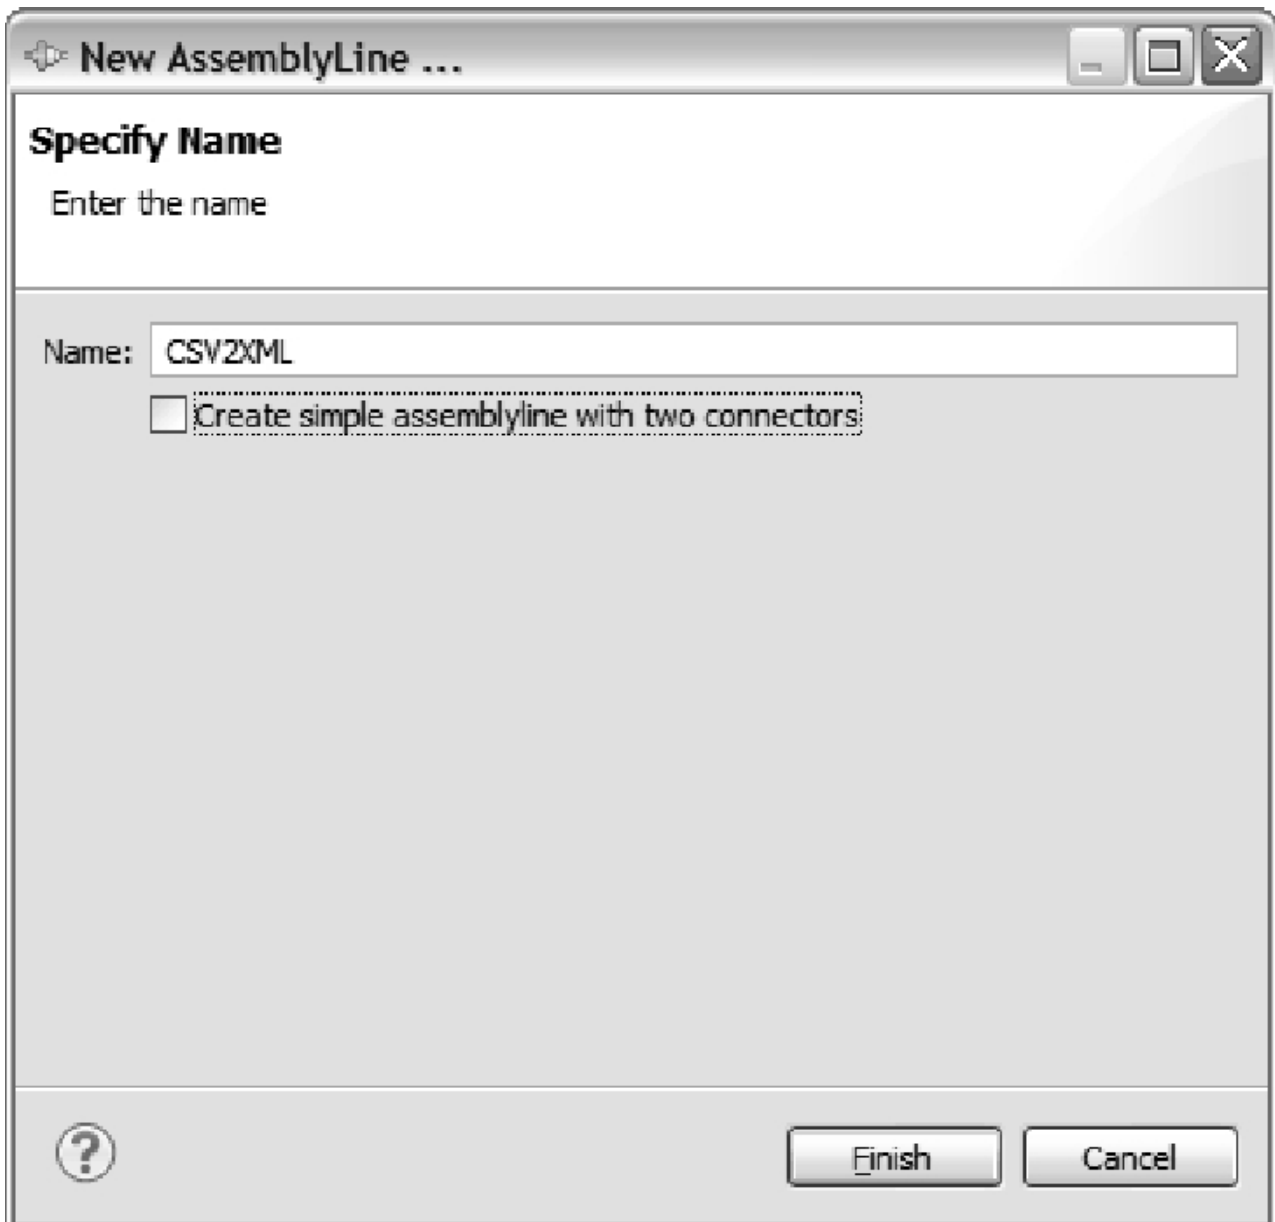 New AssemblyLine ...
Specify Name
Enter the name
Name: CSV2XML
Create simple assemblyline with two connectors
?
Finish
Cancel